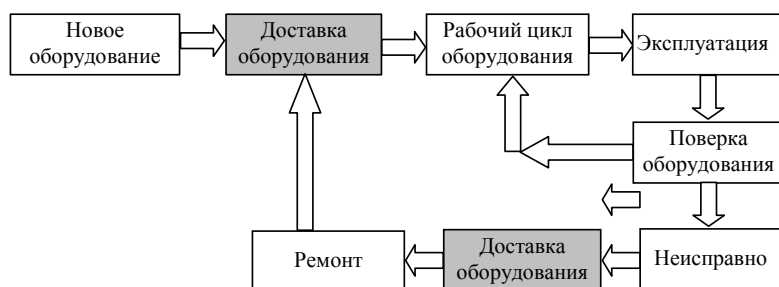 Новое
оборудование
Доставка
оборудования
Рабочий цикл
оборудования
Эксплуатация
Поверка
оборудования
Ремонт
Доставка
оборудования
Неисправно